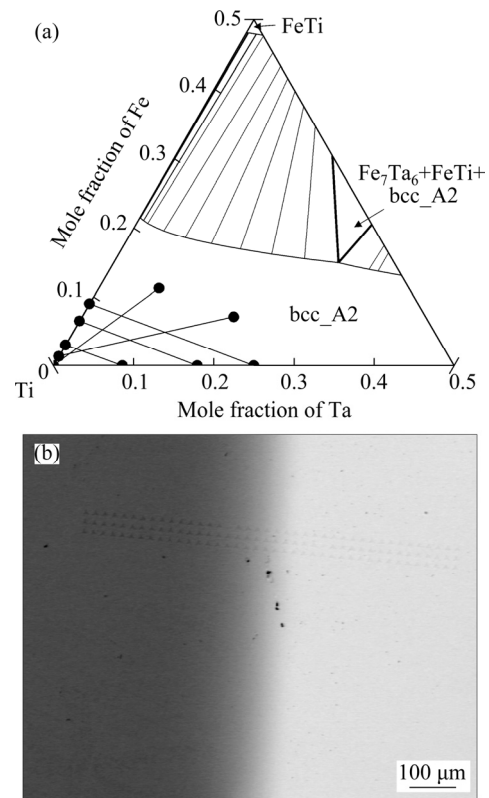 (a)
0.5
FeTi
0.4
Mole fraction of Fe
0.3
Fe₇Ta₆+FeTi+
bcc_A2
0.2
0.1
bcc_A2
0
Ti
0.1
0.2
0.3
0.4
0.5
Mole fraction of Ta
(b)
100 μm